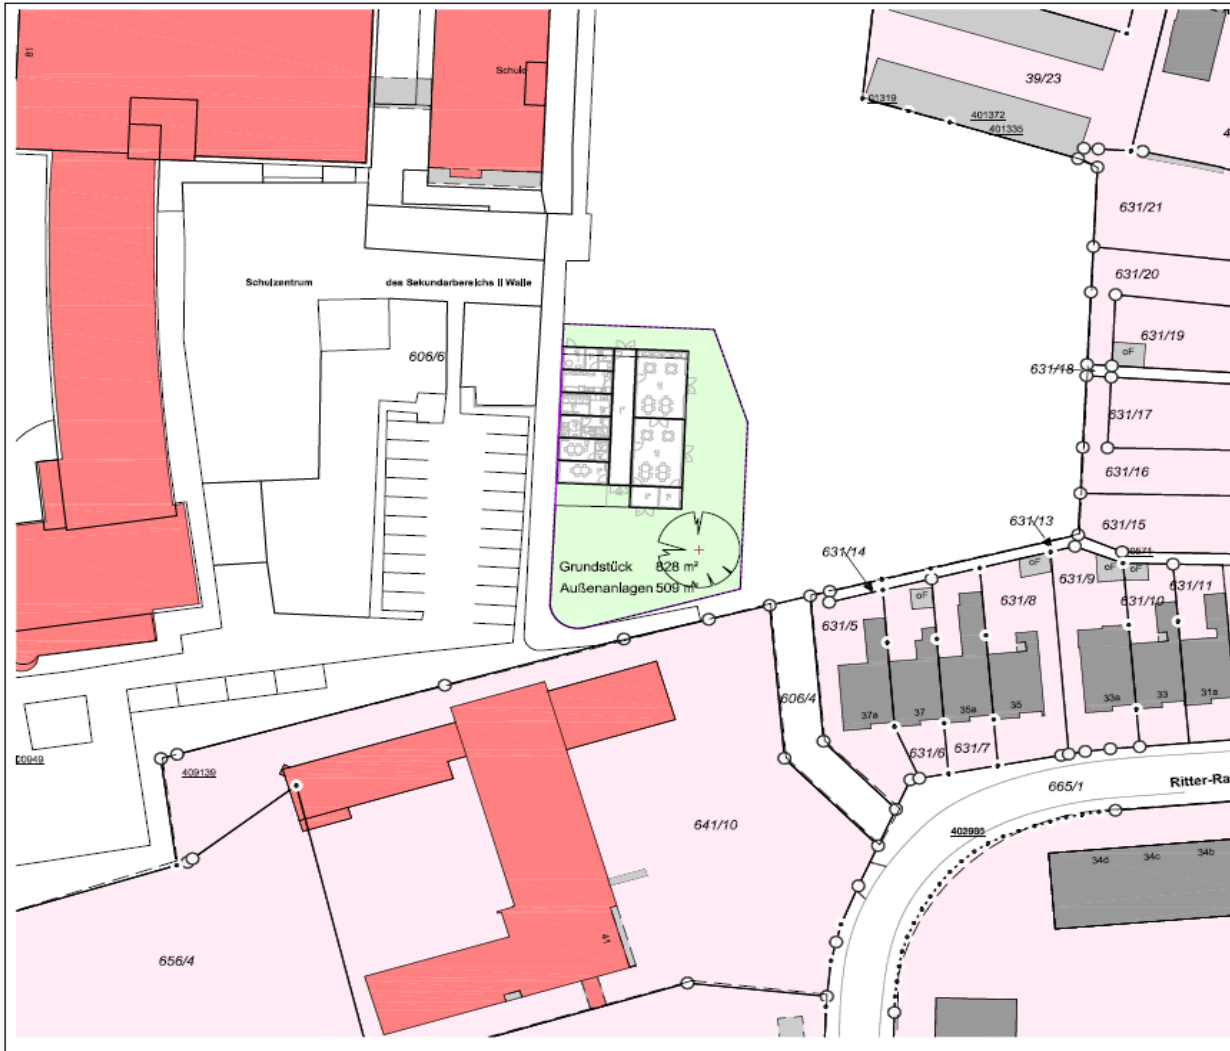 81
Schule
39/23
01319
401372
401335
631/21
Schulzentrum des Sekundarbereichs II Walle
631/20
631/19
oF
606/6
631/18
631/17
631/16
631/13
631/15
631/14
Grundstück 828 m²
Außenanlagen 509 m²
oF
oF
oF
oF
631/9
631/11
631/8
631/10
631/5
606/4
37a
37
35a
35
33a
33
31a
631/6
631/7
20949
409139
665/1
Ritter-Ra
641/10
402985
34d
34c
34b
41
656/4